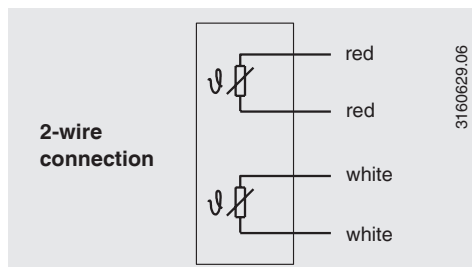 2-wire
connection
red
red
white
white
ϑ
ϑ
3160629.06